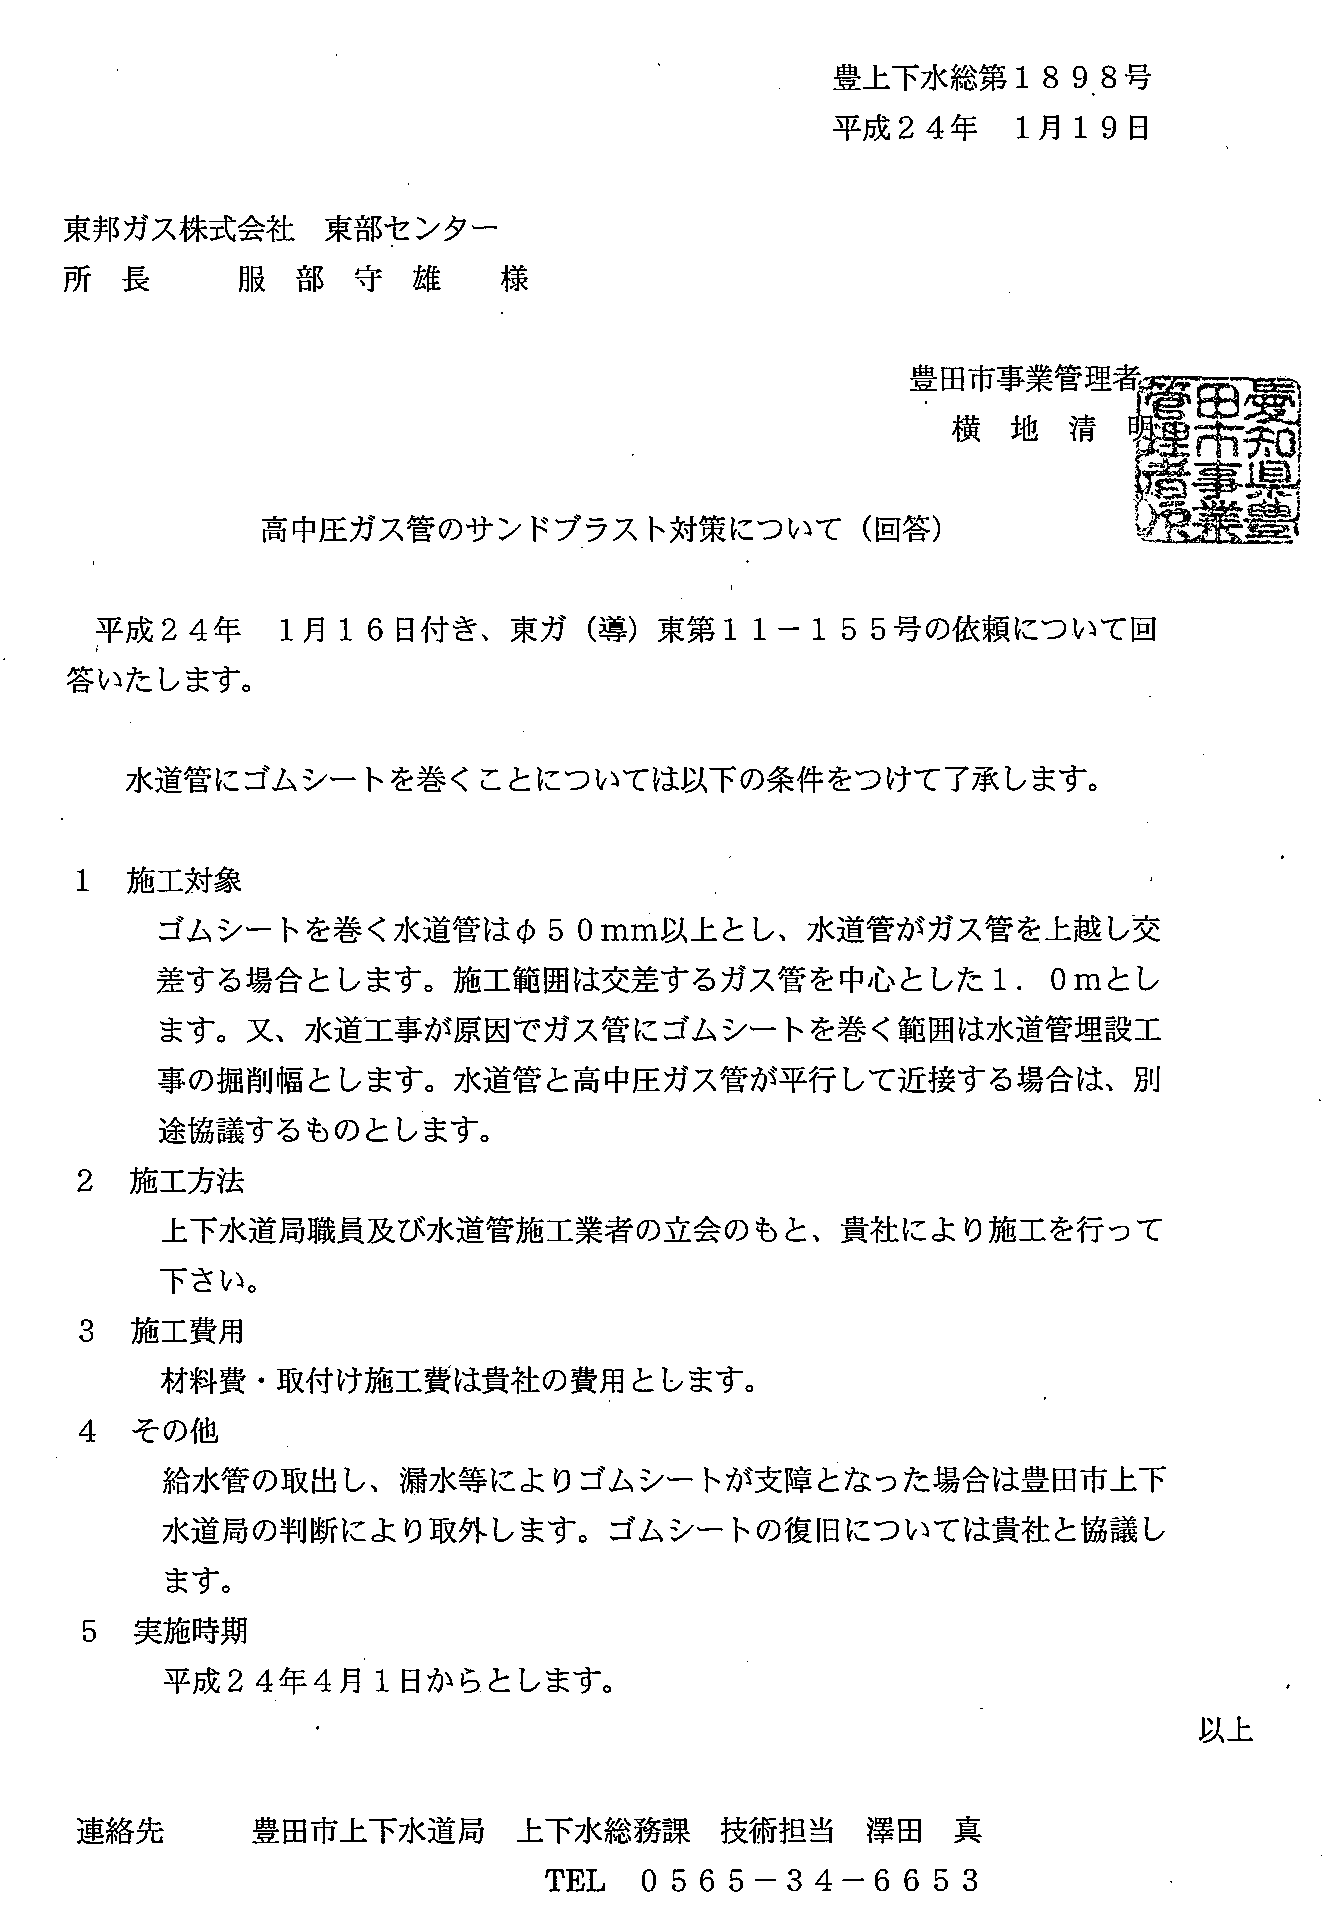 豊上下水総第１８９８号
平成２４年　１月１９日
東邦ガス株式会社　東部センター
所　長　　　服　部　守　雄　　様
豊田市事業管理者
横　地　清　明
愛知県豊田市事業管理者印
高中圧ガス管のサンドブラスト対策について（回答）
平成２４年　１月１６日付き、東ガ（導）東第１１－１５５号の依頼について回
答いたします。
水道管にゴムシートを巻くことについては以下の条件をつけて了承します。
１　施工対象
ゴムシートを巻く水道管はφ５０mm以上とし、水道管がガス管を上越し交
差する場合とします。施工範囲は交差するガス管を中心とした１．０mとし
ます。又、水道工事が原因でガス管にゴムシートを巻く範囲は水道管埋設工
事の掘削幅とします。水道管と高中圧ガス管が平行して近接する場合は、別
途協議するものとします。
２　施工方法
上下水道局職員及び水道管施工業者の立会のもと、貴社により施工を行って
下さい。
３　施工費用
材料費・取付け施工費は貴社の費用とします。
４　その他
給水管の取出し、漏水等によりゴムシートが支障となった場合は豊田市上下
水道局の判断により取外します。ゴムシートの復旧については貴社と協議し
ます。
５　実施時期
平成２４年４月１日からとします。
以上
連絡先　　　豊田市上下水道局　上下水総務課　技術担当　澤田　真
TEL　０５６５－３４－６６５３